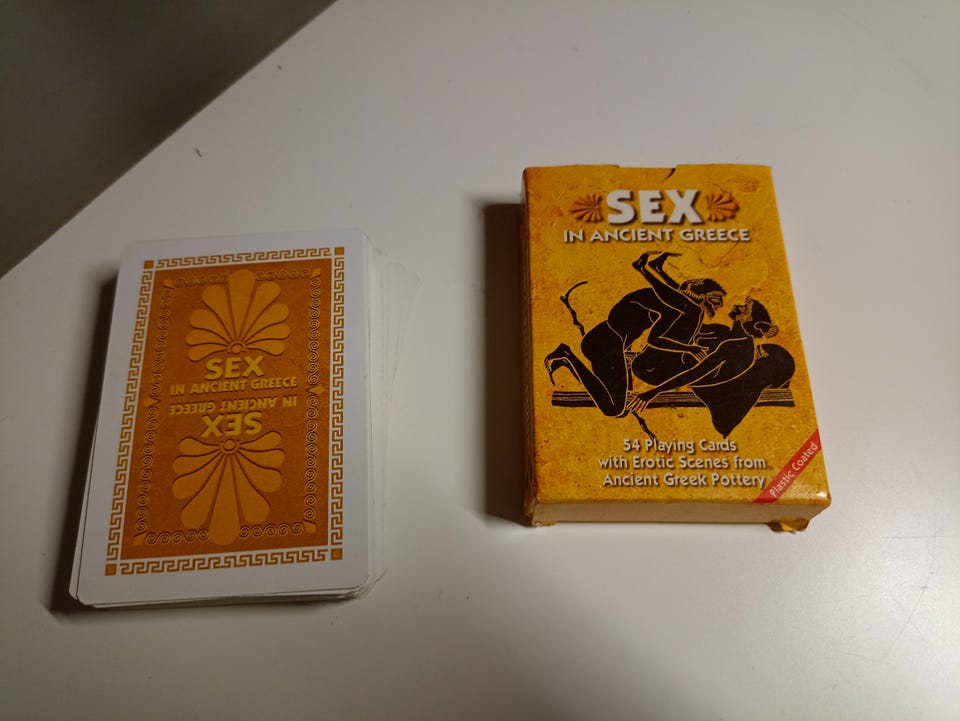 SEX
IN ANCIENT GREECE
IN ANCIENT GREECE
SEX
SEX
IN ANCIENT GREECE
54 Playing Cards
with Erotic Scenes from
Ancient Greek Pottery
Plastic Coated